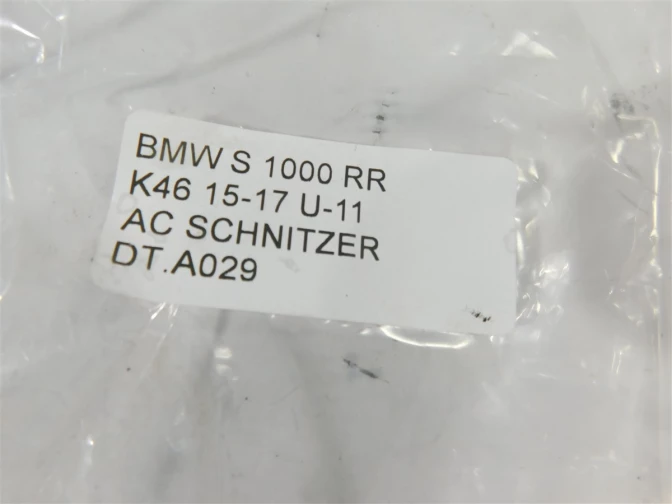 BMW S 1000 RR
K46 15-17 U-11
AC SCHNITZER
DT.A029